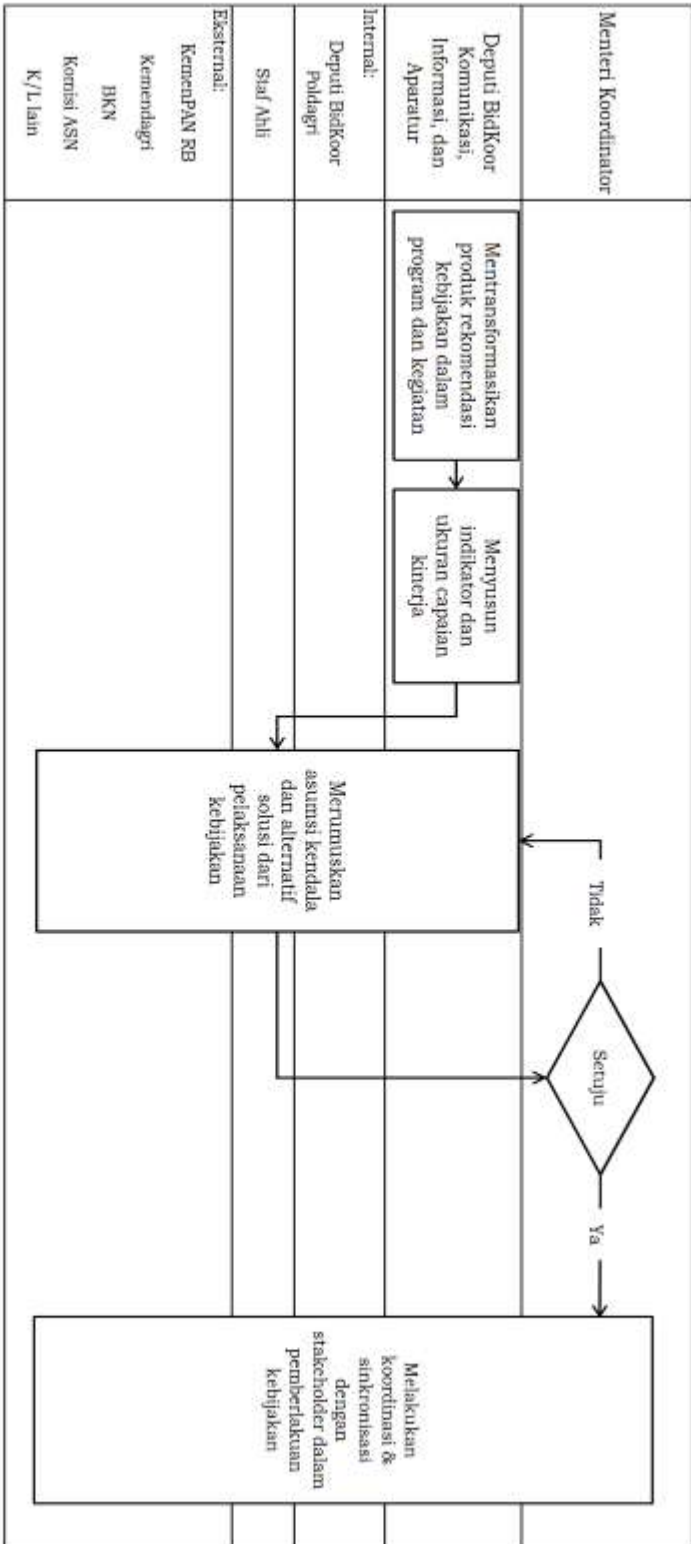 Menteri Koordinator
Deputi BidKoor
Komunikasi,
Informasi, dan
Aparatur
Internal:
Deputi BidKoor
Poldagri
Staf Ahli
Eksternal:
KemenPAN RB
Kemendagri
BKN
Komisi ASN
K/L lain
Mentransformasikan
produk rekomendasi
kebijakan dalam
program dan kegiatan
Menyusun
indikator dan
ukuran capaian
kinerja
Merumuskan
asumsi kendala
dan alternatif
solusi dari
pelaksanaan
kebijakan
Tidak
Setuju
Ya
Melakukan
koordinasi &
sinkronisasi
dengan
stakeholder dalam
pemberlakuan
kebijakan